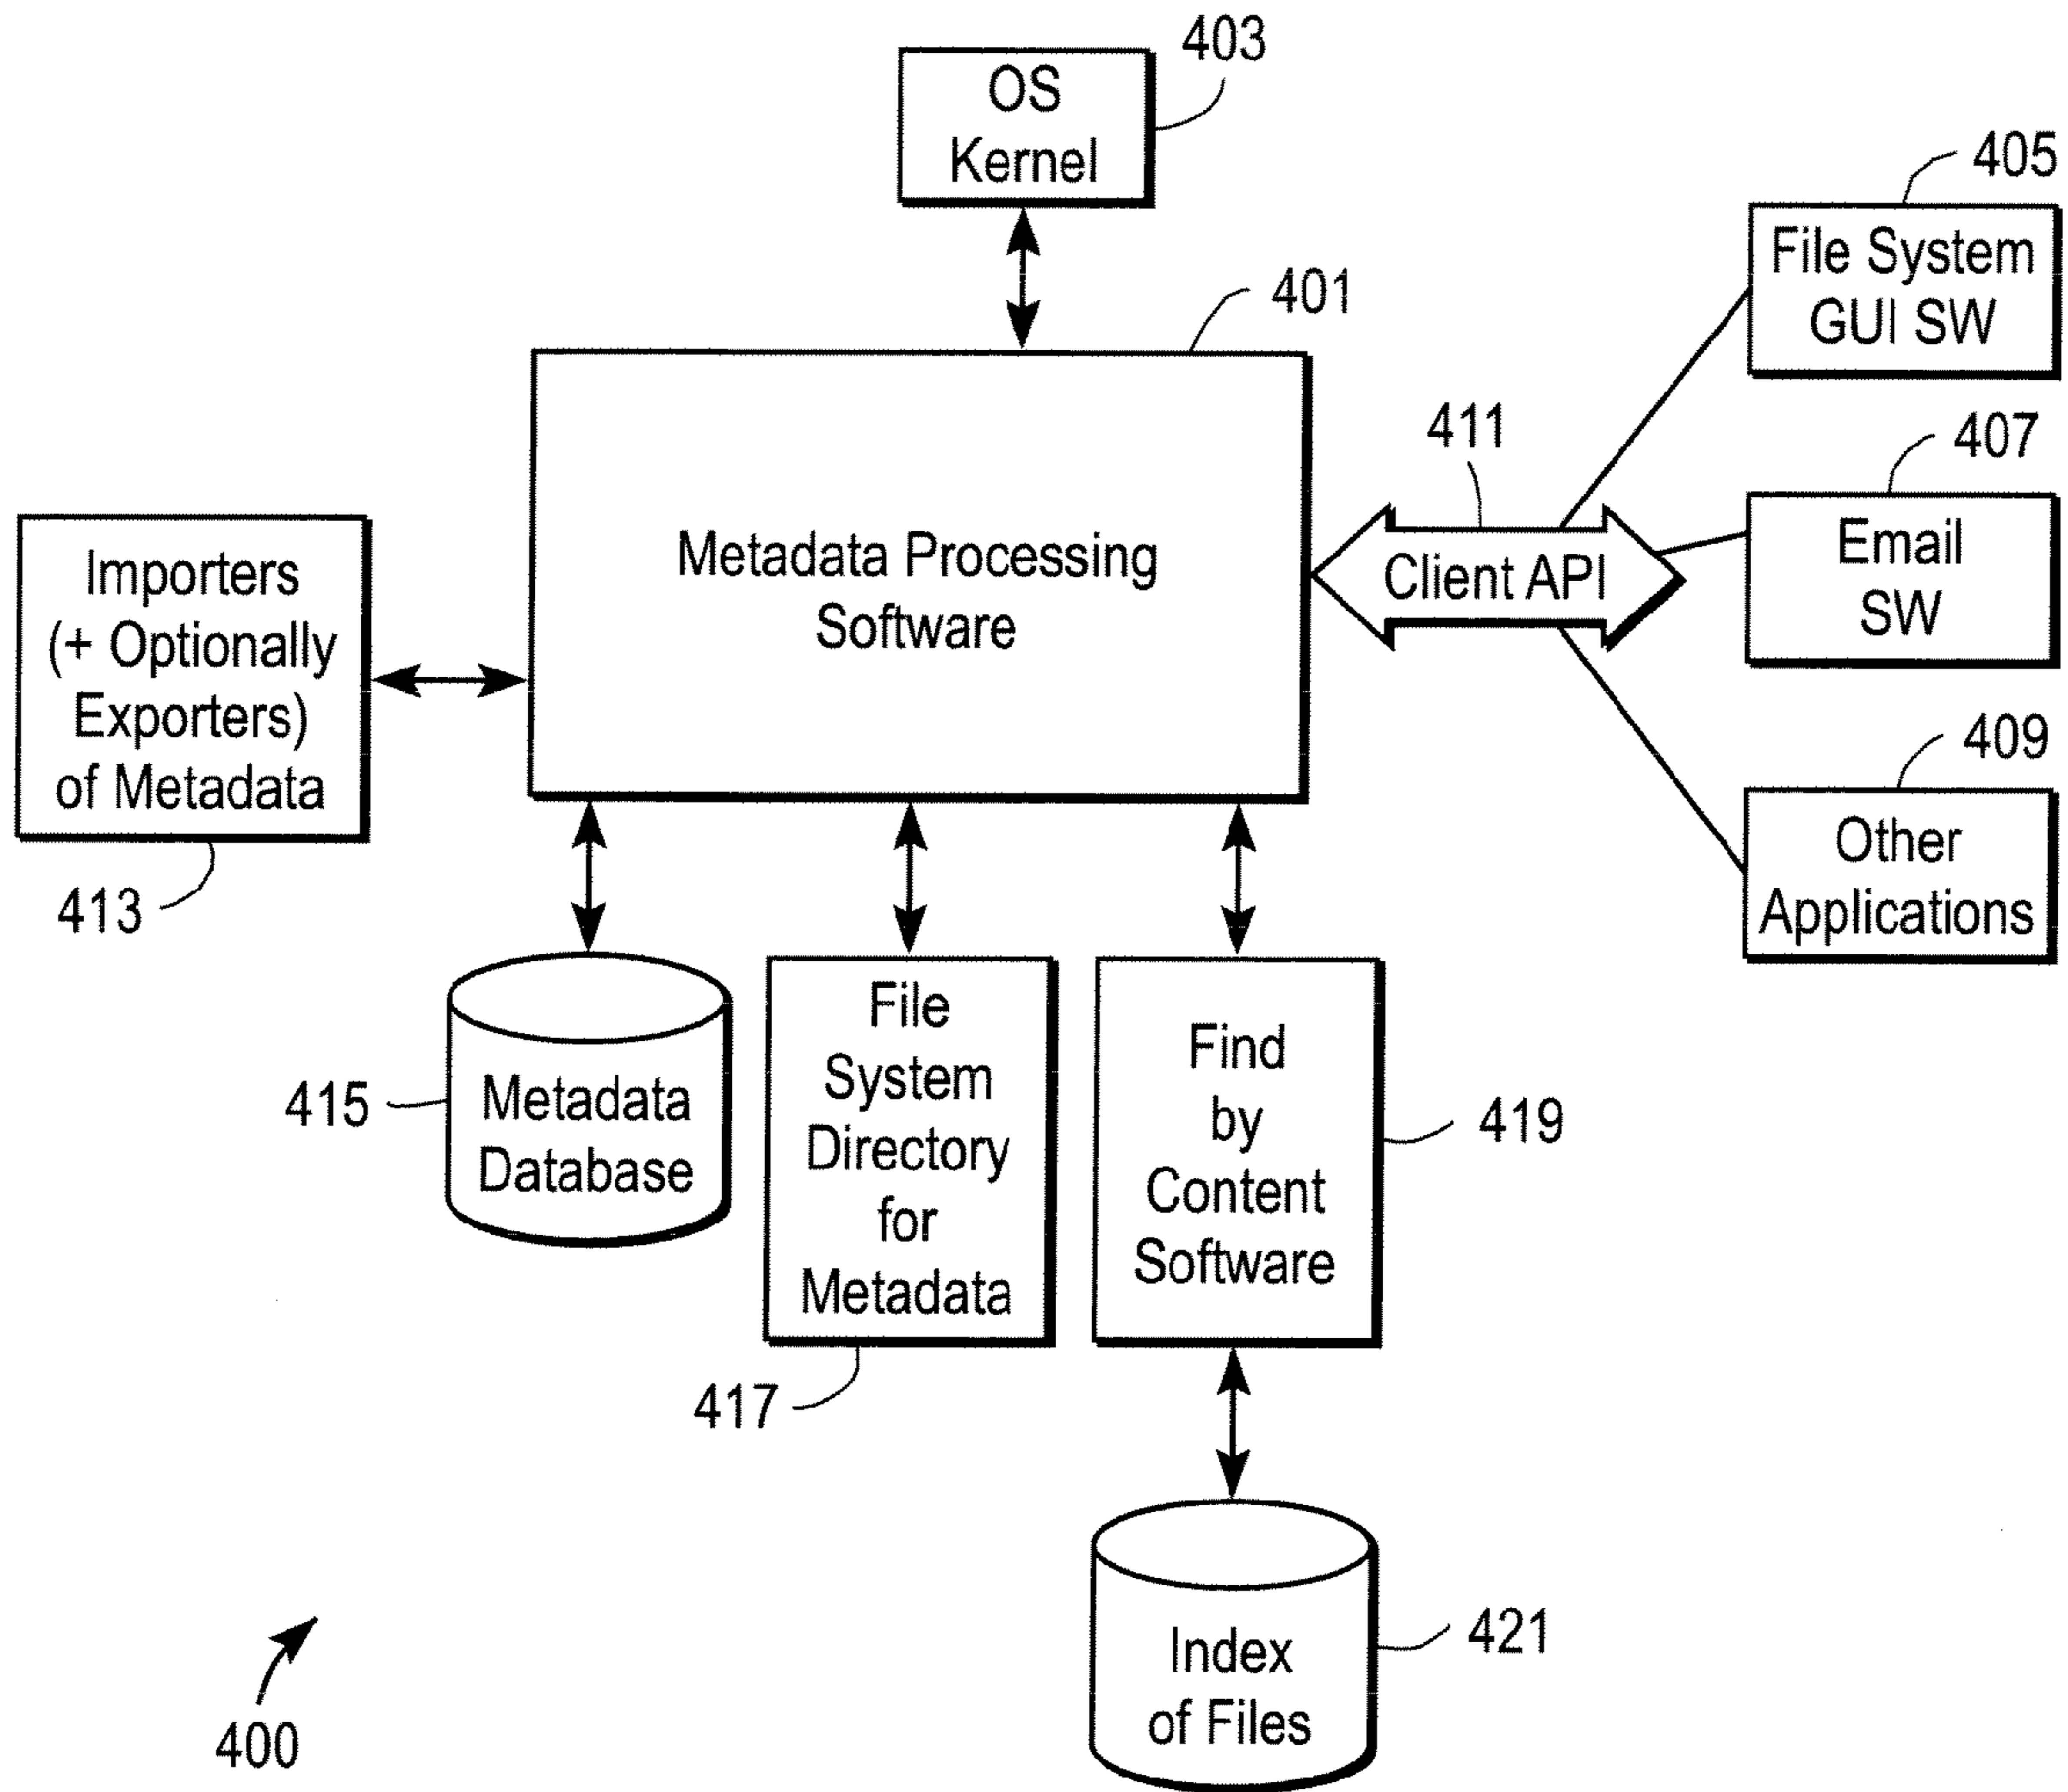 403
OS
Kernel
405
File System
GUI SW
401
411
407
Metadata Processing
Software
Client API
Email
SW
Importers
(+ Optionally
Exporters)
of Metadata
413
409
Other
Applications
415
Metadata
Database
File
System
Directory
for
Metadata
417
Find
by
Content
Software
419
421
Index
of Files
400